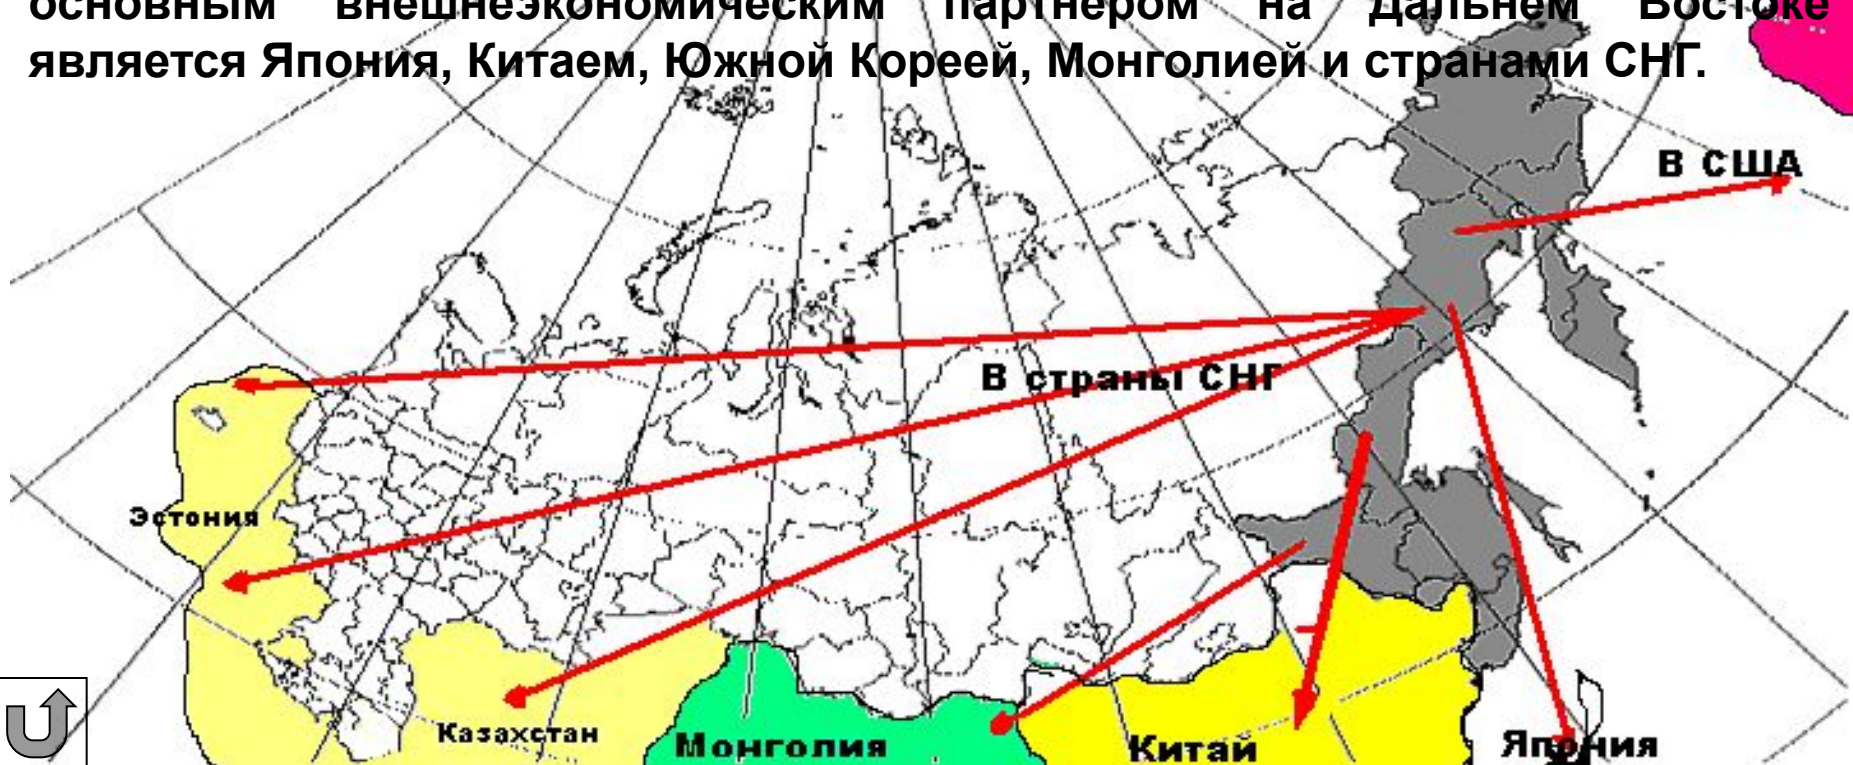 основным внешнеэкономическим партнером на Дальнем Востоке
является Япония, Китаем, Южной Кореей, Монголией и странами СНГ.
В США
В страны СНГ
Эстония
Казахстан
Монголия
Китай
Япония